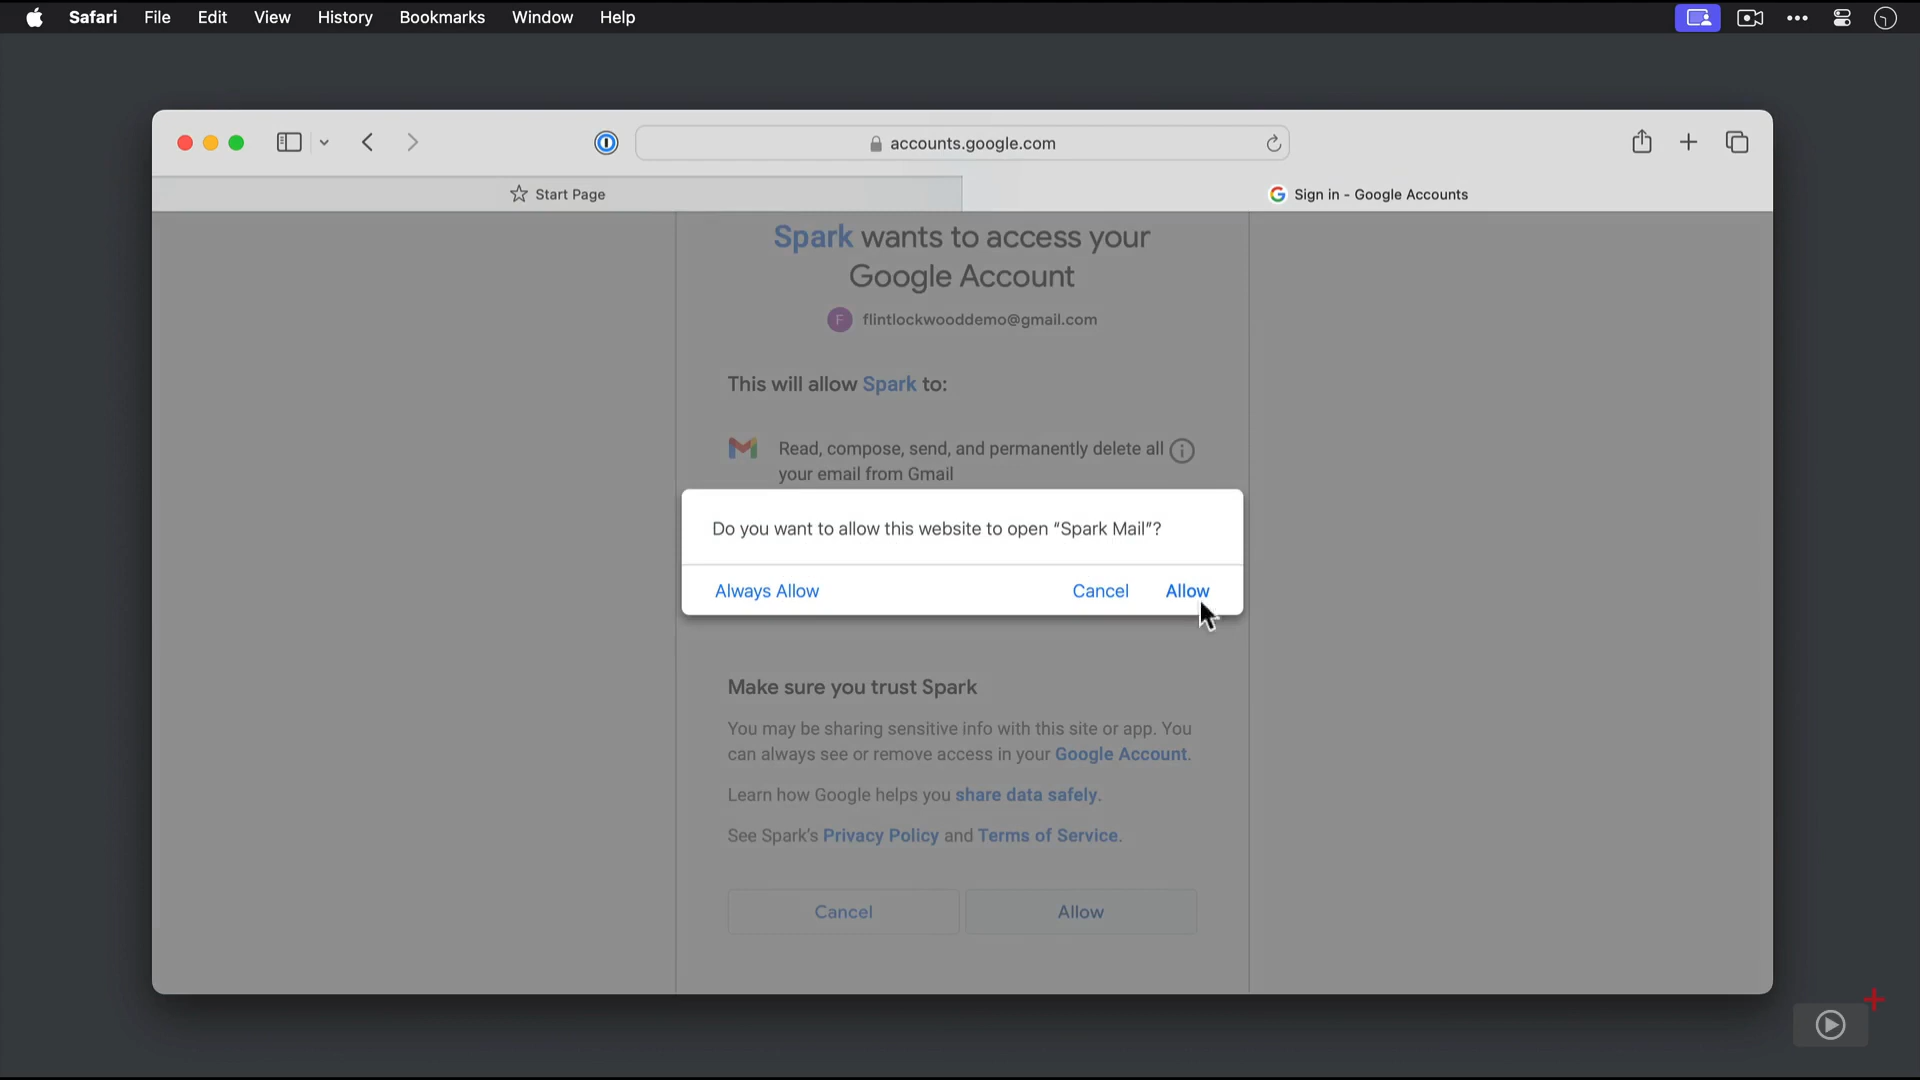 Safari File Edit View History Bookmarks Window Help
accounts.google.com
Start Page
Sign in - Google Accounts
Spark wants to access your
Google Account
F flintlockwooddemo@gmail.com
This will allow Spark to:
Read, compose, send, and permanently delete all
your email from Gmail
Do you want to allow this website to open “Spark Mail”?
Always Allow Cancel Allow
Make sure you trust Spark
You may be sharing sensitive info with this site or app. You
can always see or remove access in your Google Account.
Learn how Google helps you share data safely.
See Spark's Privacy Policy and Terms of Service.
Cancel Allow